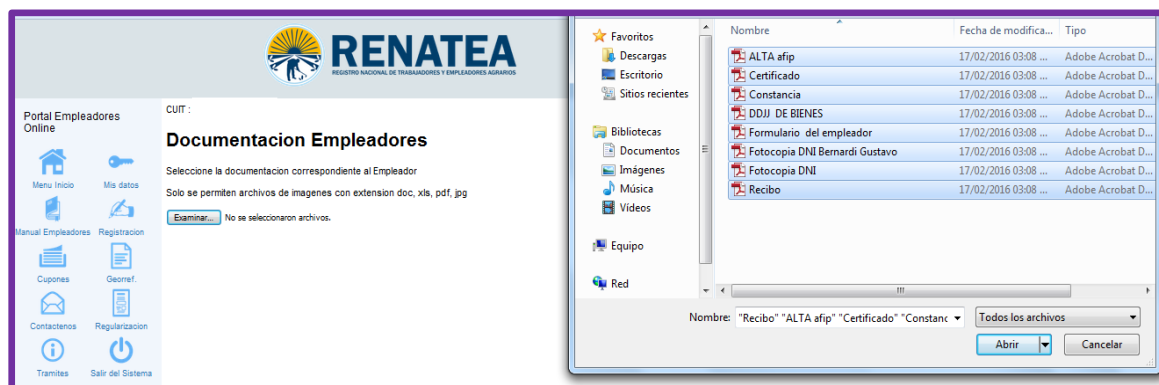 RENATEA
REGISTRO NACIONAL DE TRABAJADORES Y EMPLEADORES AGRARIOS
Portal Empleadores
Online
Menu Inicio
Mis datos
Manual Empleadores
Registracion
Cupones
Georref.
Contactenos
Regularizacion
Tramites
Salir del Sistema
CUIT :
Documentacion Empleadores
Seleccione la documentacion correspondiente al Empleador
Solo se permiten archivos de imagenes con extension doc, xls, pdf, jpg
Examinar... No se seleccionaron archivos.
Favoritos
Descargas
Escritorio
Sitios recientes
Bibliotecas
Documentos
Imágenes
Música
Vídeos
Equipo
Red
Nombre Fecha de modifica... Tipo
ALTA afip 17/02/2016 03:08 ... Adobe Acrobat D...
Certificado 17/02/2016 03:08 ... Adobe Acrobat D...
Constancia 17/02/2016 03:08 ... Adobe Acrobat D...
DDJJ DE BIENES 17/02/2016 03:08 ... Adobe Acrobat D...
Formulario del empleador 17/02/2016 03:08 ... Adobe Acrobat D...
Fotocopia DNI Bernardi Gustavo 17/02/2016 03:08 ... Adobe Acrobat D...
Fotocopia DNI 17/02/2016 03:08 ... Adobe Acrobat D...
Recibo 17/02/2016 03:08 ... Adobe Acrobat D...
Nombre: "Recibo" "ALTA afip" "Certificado" "Constanc
Todos los archivos
Abrir
Cancelar